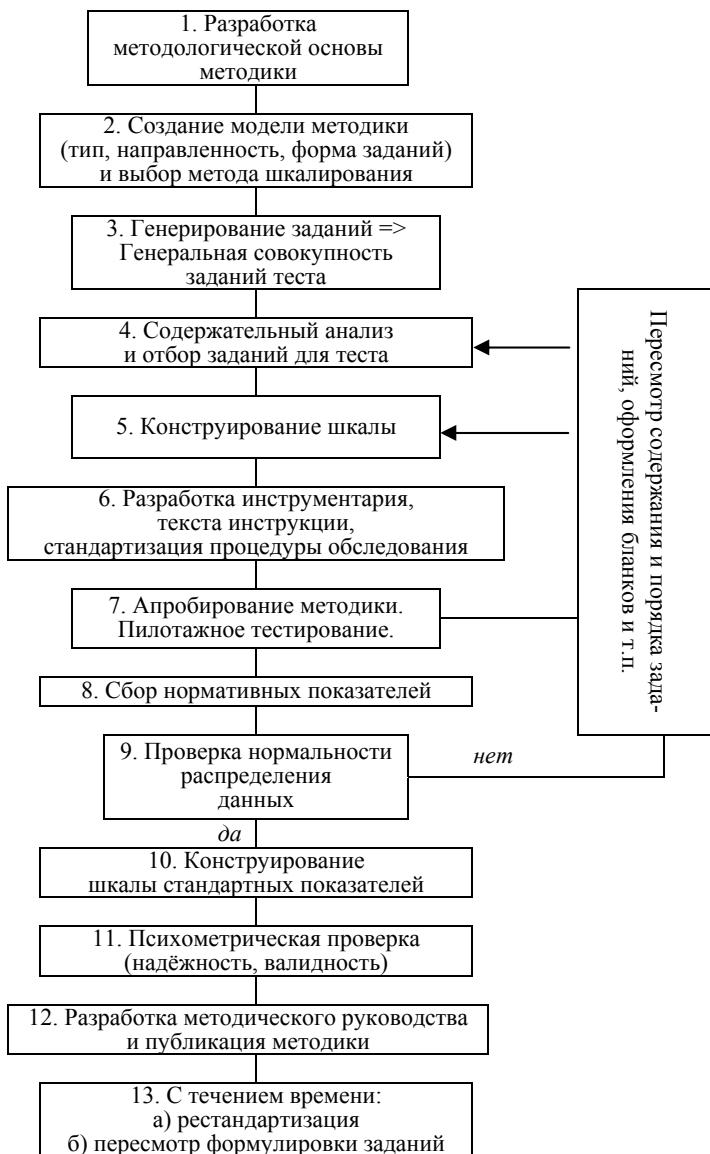 1. Разработка
методологической основы
методики
2. Создание модели методики
(тип, направленность, форма заданий)
и выбор метода шкалирования
3. Генерирование заданий =>
Генеральная совокупность
заданий теста
4. Содержательный анализ
и отбор заданий для теста
5. Конструирование шкалы
6. Разработка инструментария,
текста инструкции,
стандартизация процедуры обследования
7. Апробирование методики.
Пилотажное тестирование.
Пересмотр содержания и порядка зада-
ний, оформления бланков и т.п.
8. Сбор нормативных показателей
9. Проверка нормальности
распределения
данных
нет
да
10. Конструирование
шкалы стандартных показателей
11. Психометрическая проверка
(надёжность, валидность)
12. Разработка методического руководства
и публикация методики
13. С течением времени:
а) рестандартизация
б) пересмотр формулировки заданий